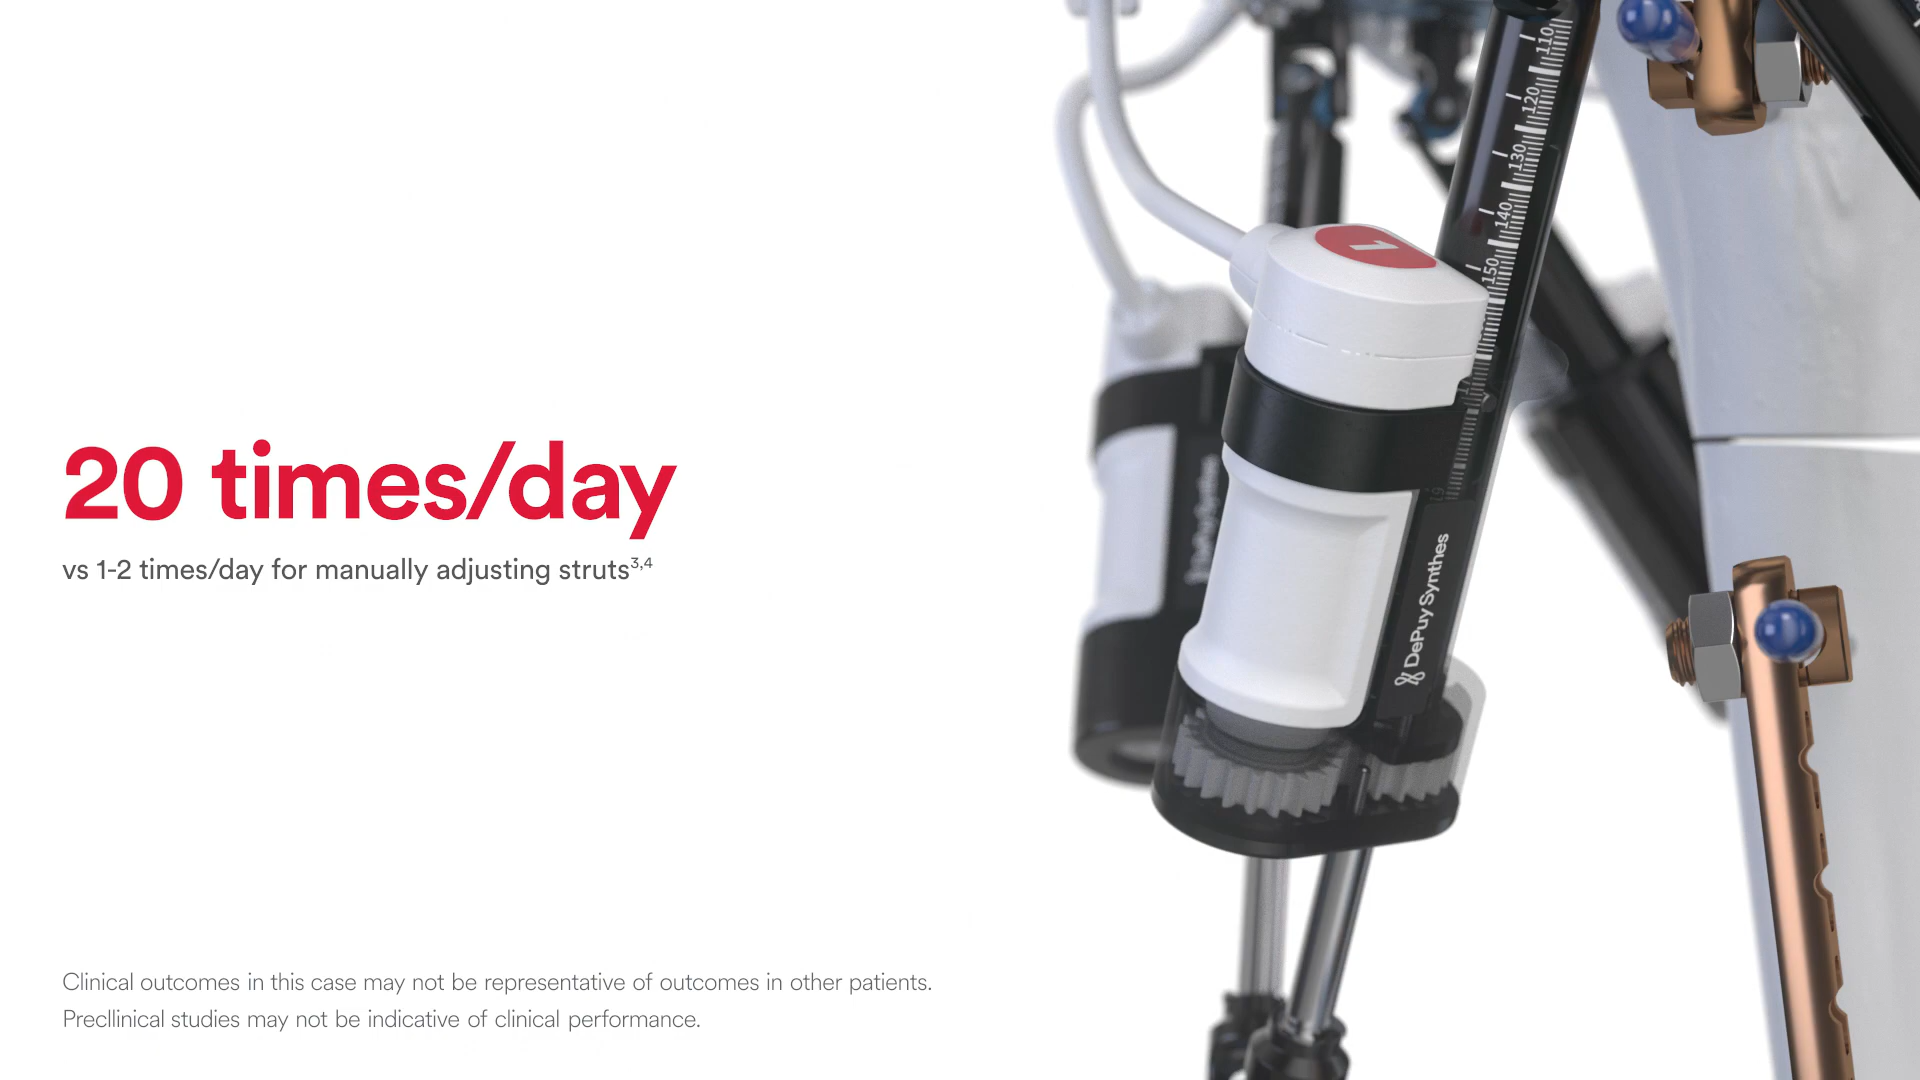 20 times/day
vs 1-2 times/day for manually adjusting struts3,4
Clinical outcomes in this case may not be representative of outcomes in other patients.
Precllinical studies may not be indicative of clinical performance.
110
120
130
140
150
1
DePuy Synthes
DePuy Synthes